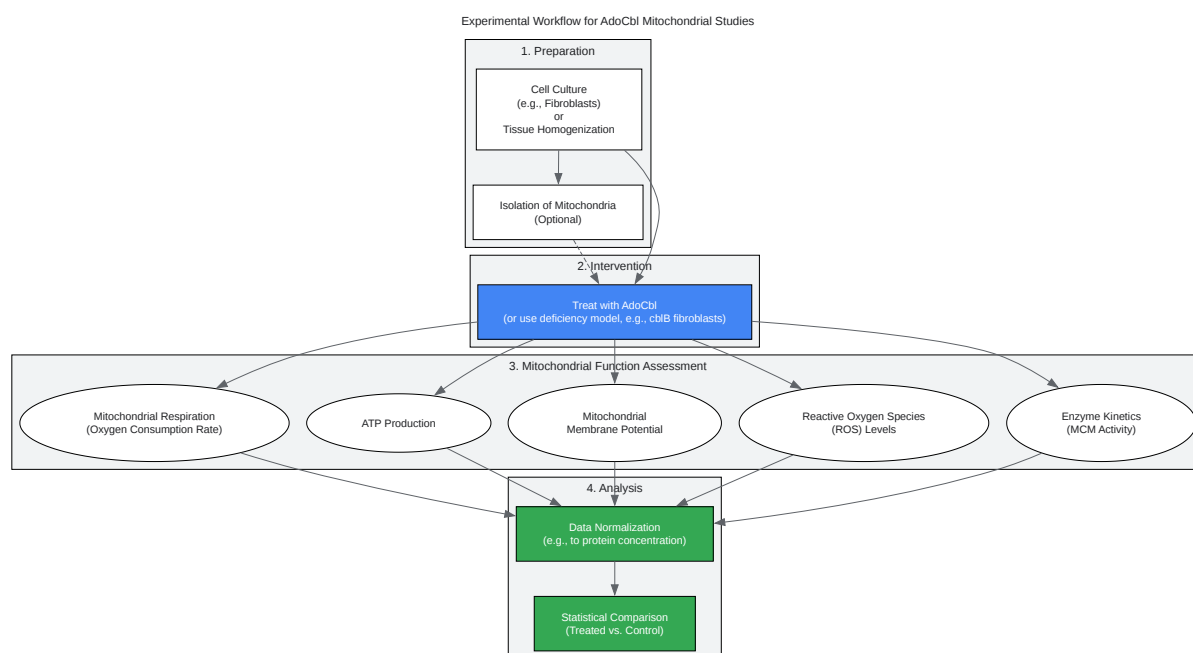 Experimental Workflow for AdoCbl Mitochondrial Studies
1. Preparation
Cell Culture
(e.g., Fibroblasts)
or
Tissue Homogenization
Isolation of Mitochondria
(Optional)
2. Intervention
Treat with AdoCbl
(or use deficiency model, e.g., cblB fibroblasts)
3. Mitochondrial Function Assessment
Mitochondrial Respiration
(Oxygen Consumption Rate)
ATP Production
Mitochondrial
Membrane Potential
Reactive Oxygen Species
(ROS) Levels
Enzyme Kinetics
(MCM Activity)
4. Analysis
Data Normalization
(e.g., to protein concentration)
Statistical Comparison
(Treated vs. Control)